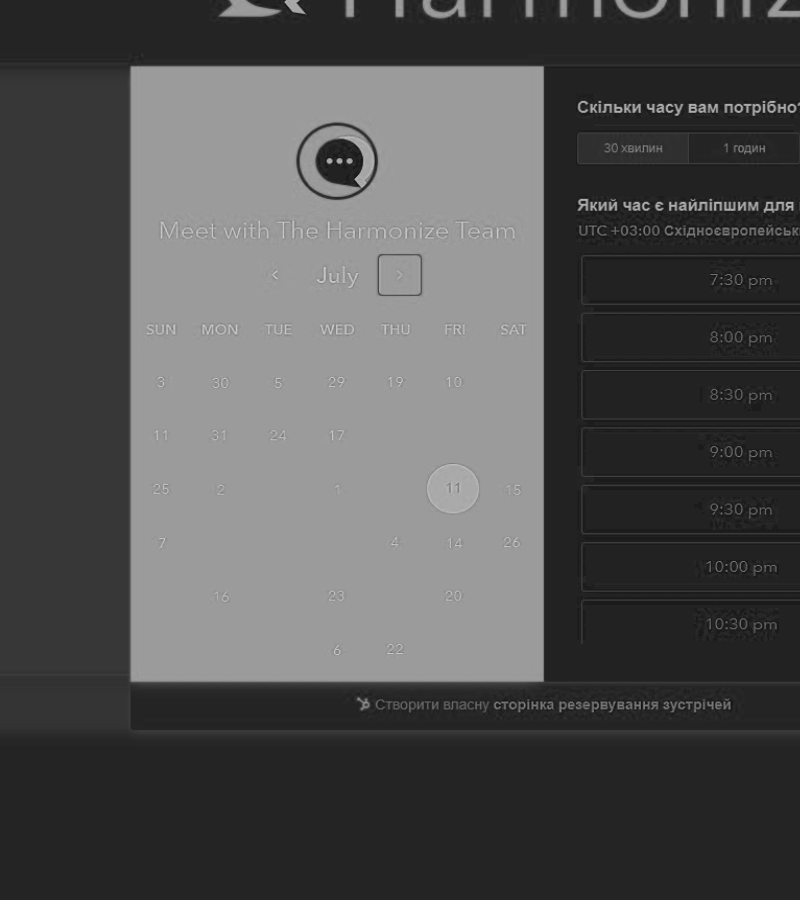 Harmoniz
Meet with The Harmonize Team
July
SUN MON TUE WED THU FRI SAT
3 30 5 29 19 10
11 31 24 17
25 2 1 11 15
7 4 14 26
16 23 20
6 22
Скільки часу вам потрібно?
30 хвилин 1 годин
Який час є найліпшим для
UTC +03:00 Східноєвропейськ
7:30 pm
8:00 pm
8:30 pm
9:00 pm
9:30 pm
10:00 pm
10:30 pm
Створити власну сторінка резервування зустрічей